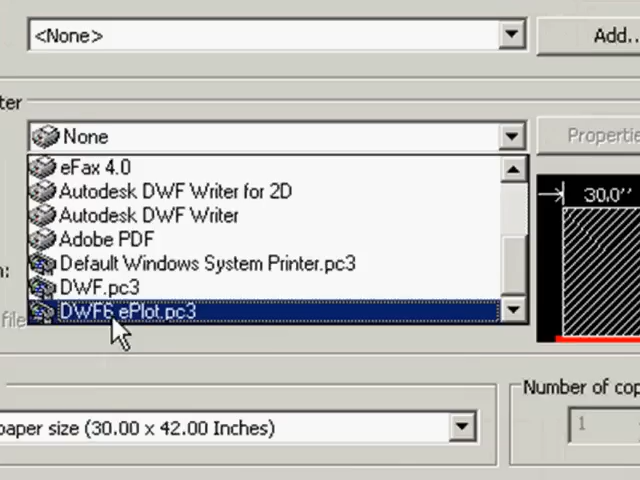 <None>
Add..
ter
None
Properti
eFax 4.0
Autodesk DWF Writer for 2D
Autodesk DWF Writer
Adobe PDF
Default Windows System Printer.pc3
DWF.pc3
DWF6 ePlot.pc3
30.0''
n:
file
Number of cop
paper size (30.00 x 42.00 Inches)
1